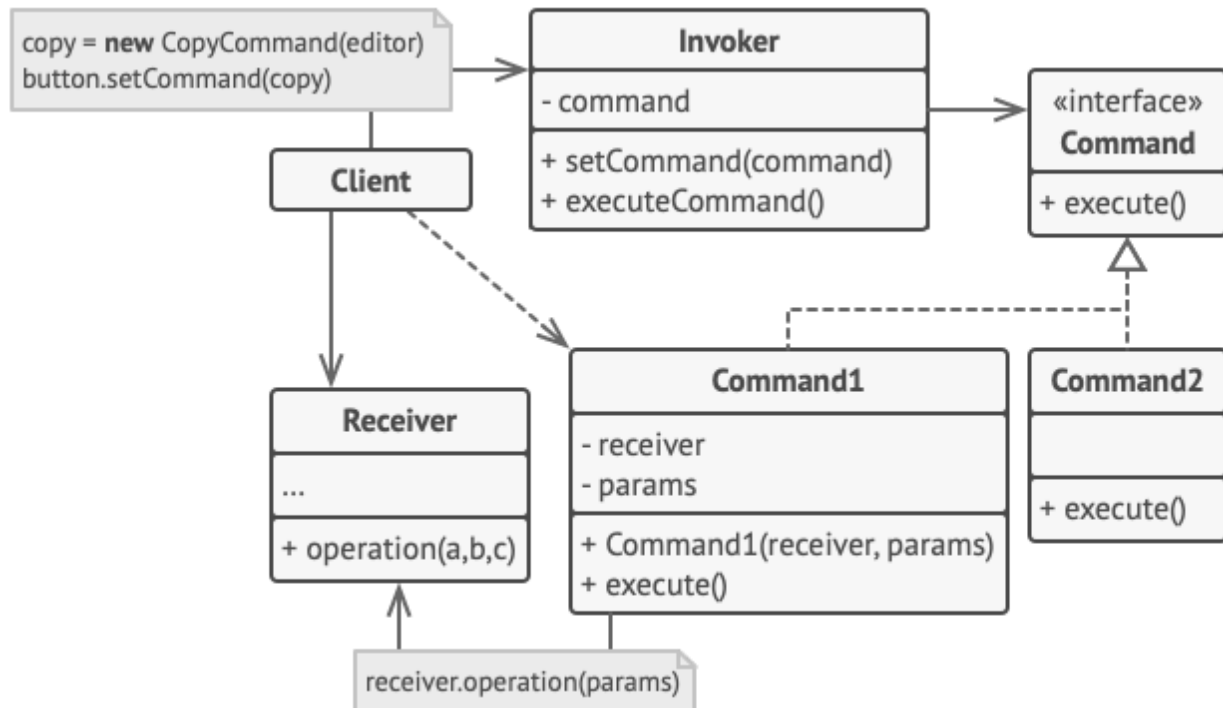 copy = new CopyCommand(editor)
button.setCommand(copy)
Invoker
- command
+ setCommand(command)
+ executeCommand()
«interface»
Command
+ execute()
Client
Receiver
...
+ operation(a,b,c)
Command1
- receiver
- params
+ Command1(receiver, params)
+ execute()
Command2
+ execute()
receiver.operation(params)